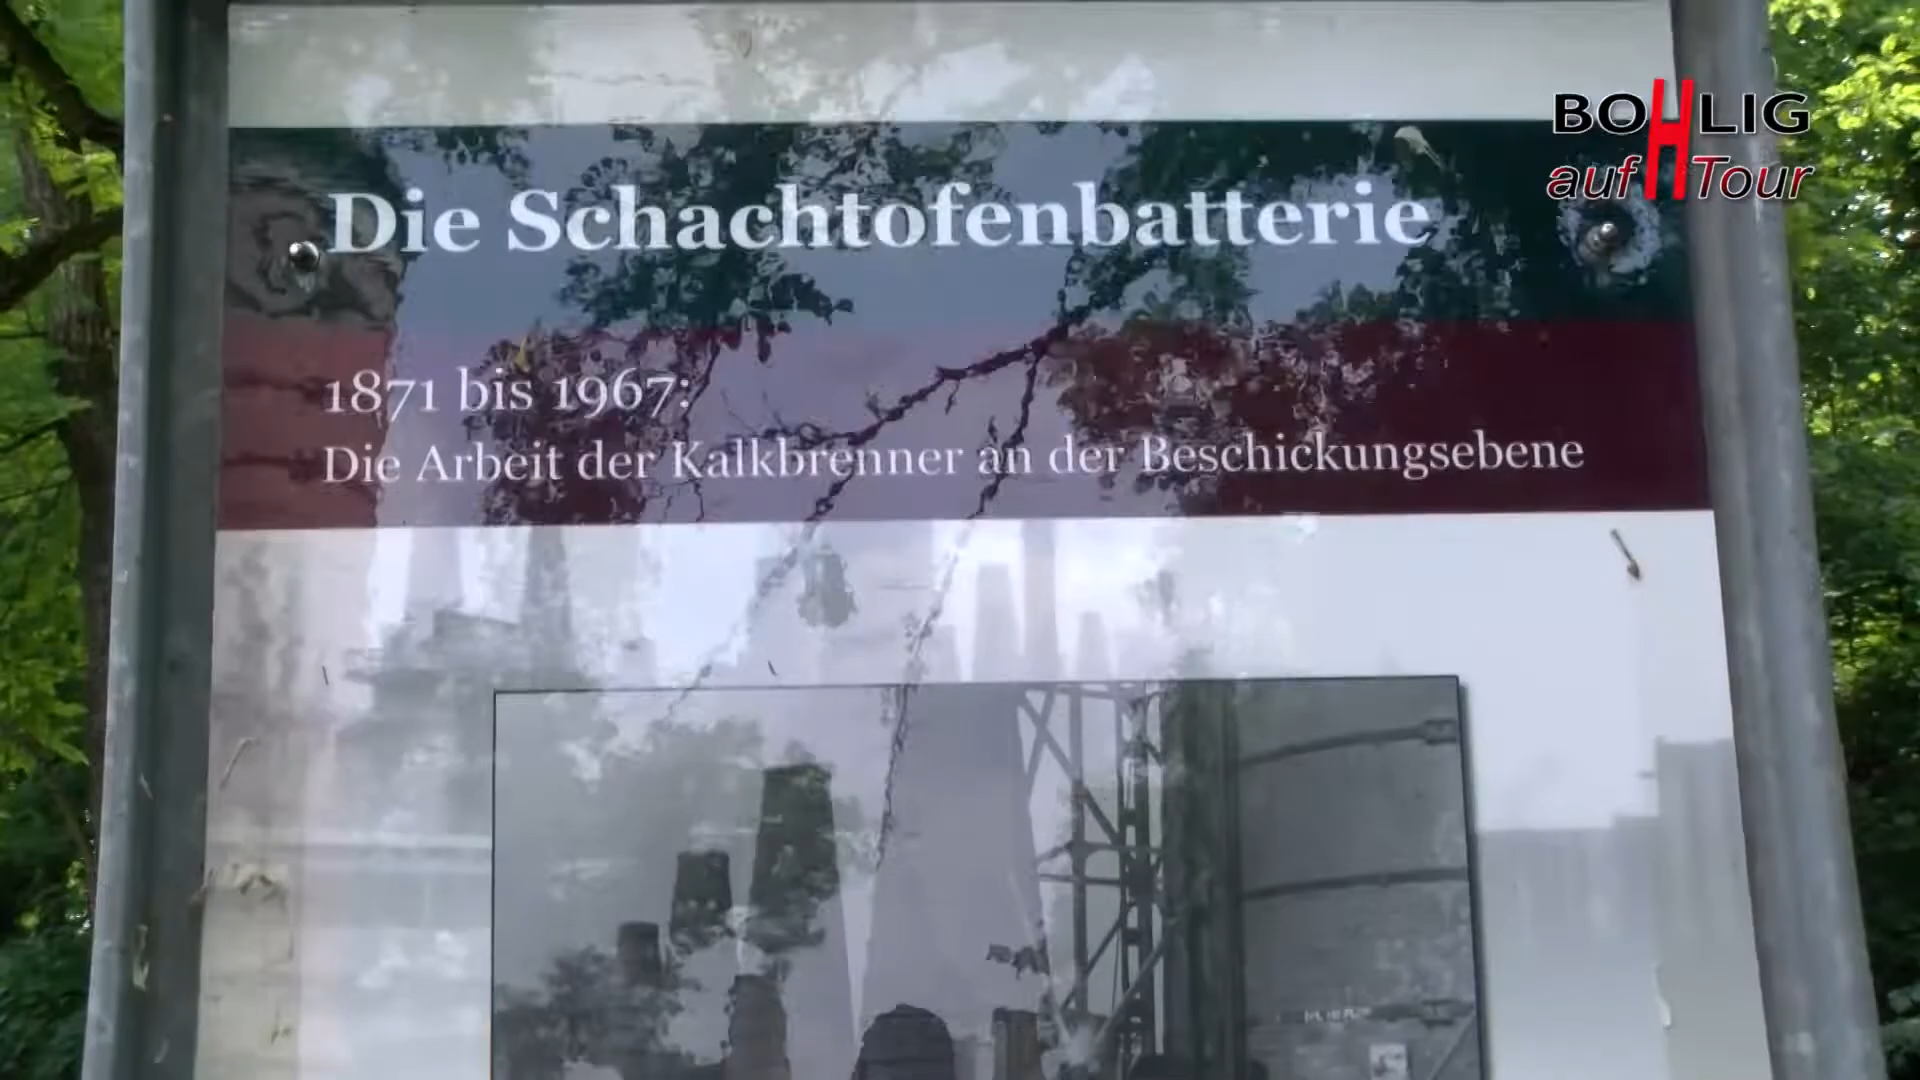 BOHLIG
auf Tour
Die Schachtofenbatterie
1871 bis 1967:
Die Arbeit der Kalkbrenner an der Beschickungsebene